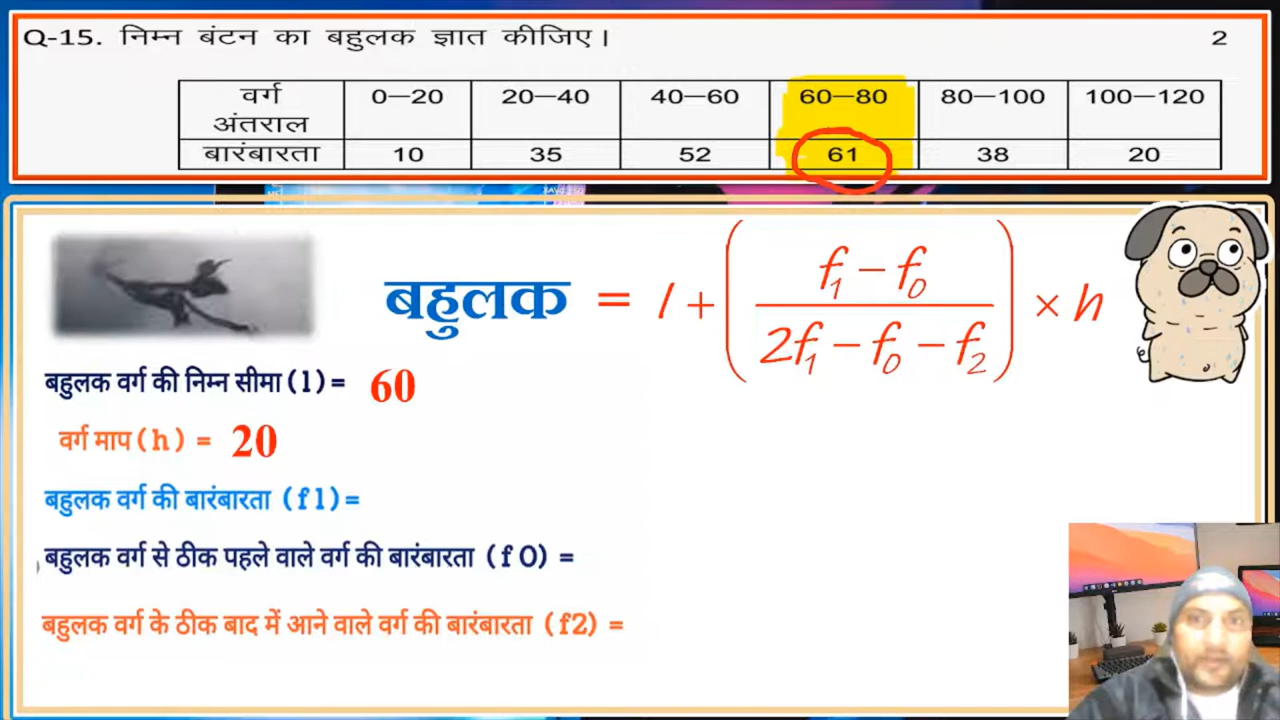 Q-15. निम्न बंटन का बहुलक ज्ञात कीजिए। 2
वर्ग अंतराल 0—20 20—40 40—60 60—80 80—100 100—120
बारंबारता 10 35 52 61 38 20
बहुलक = l + ( (f₁ − f₀) / (2f₁ − f₀ − f₂) ) × h
बहुलक वर्ग की निम्न सीमा (l) = 60
वर्ग माप (h) = 20
बहुलक वर्ग की बारंबारता (f1) =
बहुलक वर्ग से ठीक पहले वाले वर्ग की बारंबारता (f 0) =
बहुलक वर्ग के ठीक बाद में आने वाले वर्ग की बारंबारता (f2) =